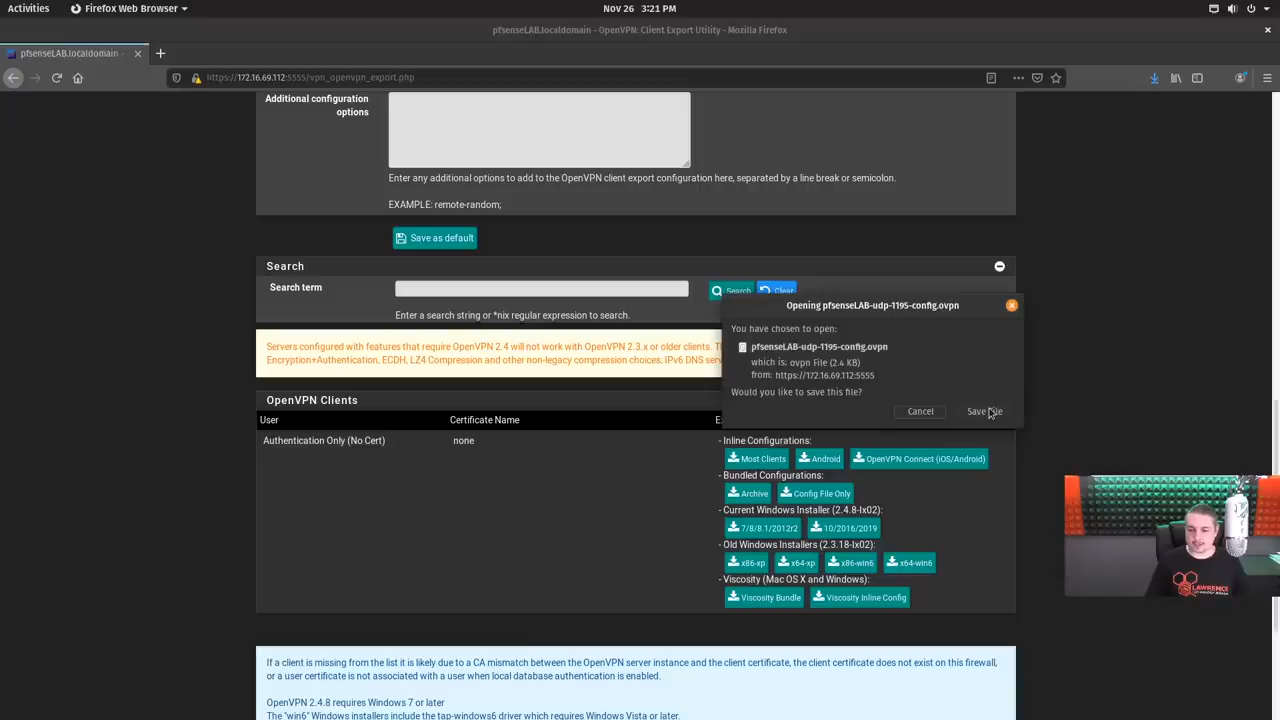 Activities
Firefox Web Browser
Nov 26 3:21 PM
pfsenseLAB.localdomain - OpenVPN: Client Export Utility - Mozilla Firefox
pfsenseLAB.localdomain -
https://172.16.69.112:5555/vpn_openvpn_export.php
Additional configuration
options
Enter any additional options to add to the OpenVPN client export configuration here, separated by a line break or semicolon.
EXAMPLE: remote-random;
Save as default
Search
Search term
Search
Clear
Enter a search string or *nix regular expression to search.
Opening pfsenseLAB-udp-1195-config.ovpn
You have chosen to open:
pfsenseLAB-udp-1195-config.ovpn
which is: ovpn File (2.4 KB)
from: https://172.16.69.112:5555
Would you like to save this file?
Cancel
Save File
Servers configured with features that require OpenVPN 2.4 will not work with OpenVPN 2.3.x or older clients.
Encryption+Authentication, ECDH, LZ4 Compression and other non-legacy compression choices, IPv6 DNS
OpenVPN Clients
User
Certificate Name
Authentication Only (No Cert)
none
- Inline Configurations:
Most Clients
Android
OpenVPN Connect (iOS/Android)
- Bundled Configurations:
Archive
Config File Only
- Current Windows Installer (2.4.8-Ix02):
7/8/8.1/2012r2
10/2016/2019
- Old Windows Installers (2.3.18-Ix02):
x86-xp
x64-xp
x86-win6
x64-win6
- Viscosity (Mac OS X and Windows):
Viscosity Bundle
Viscosity Inline Config
LAWRENCE
If a client is missing from the list it is likely due to a CA mismatch between the OpenVPN server instance and the client certificate, the client certificate does not exist on this firewall,
or a user certificate is not associated with a user when local database authentication is enabled.
OpenVPN 2.4.8 requires Windows 7 or later
The "win6" Windows installers include the tap-windows6 driver which requires Windows Vista or later.